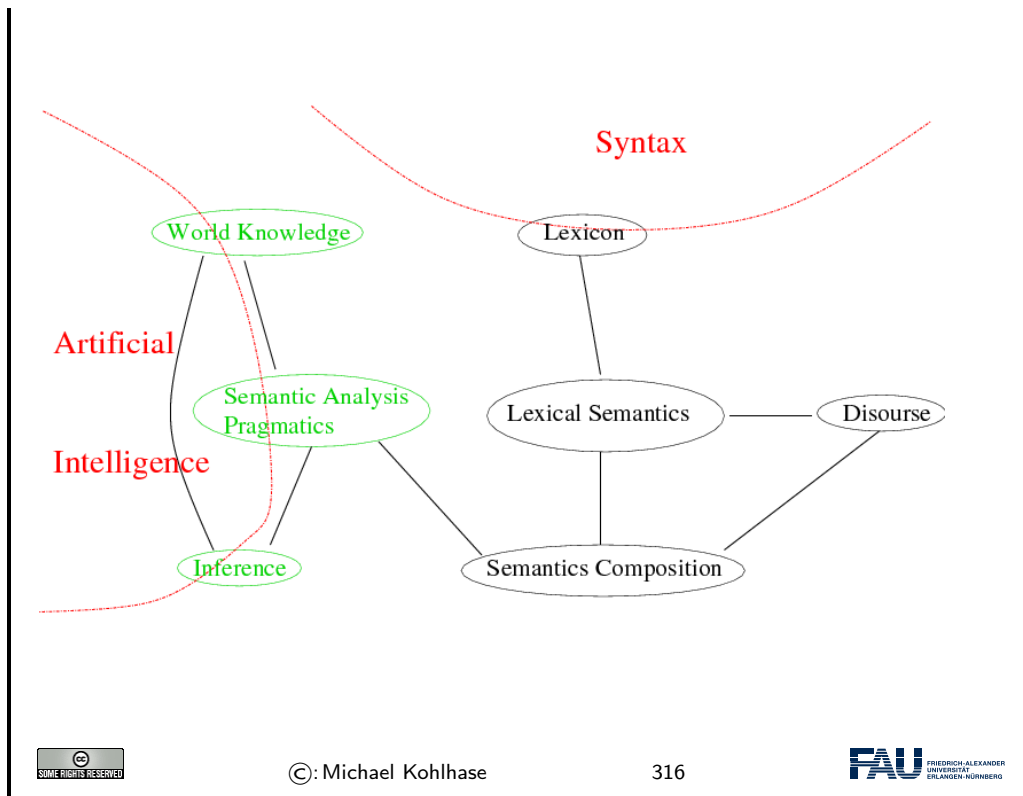 Syntax
World Knowledge
Lexicon
Artificial
Semantic Analysis
Pragmatics
Lexical Semantics
Disourse
Intelligence
Inference
Semantics Composition
cc
SOME RIGHTS RESERVED
©:Michael Kohlhase
316
FAU
FRIEDRICH-ALEXANDER
UNIVERSITÄT
ERLANGEN-NÜRNBERG